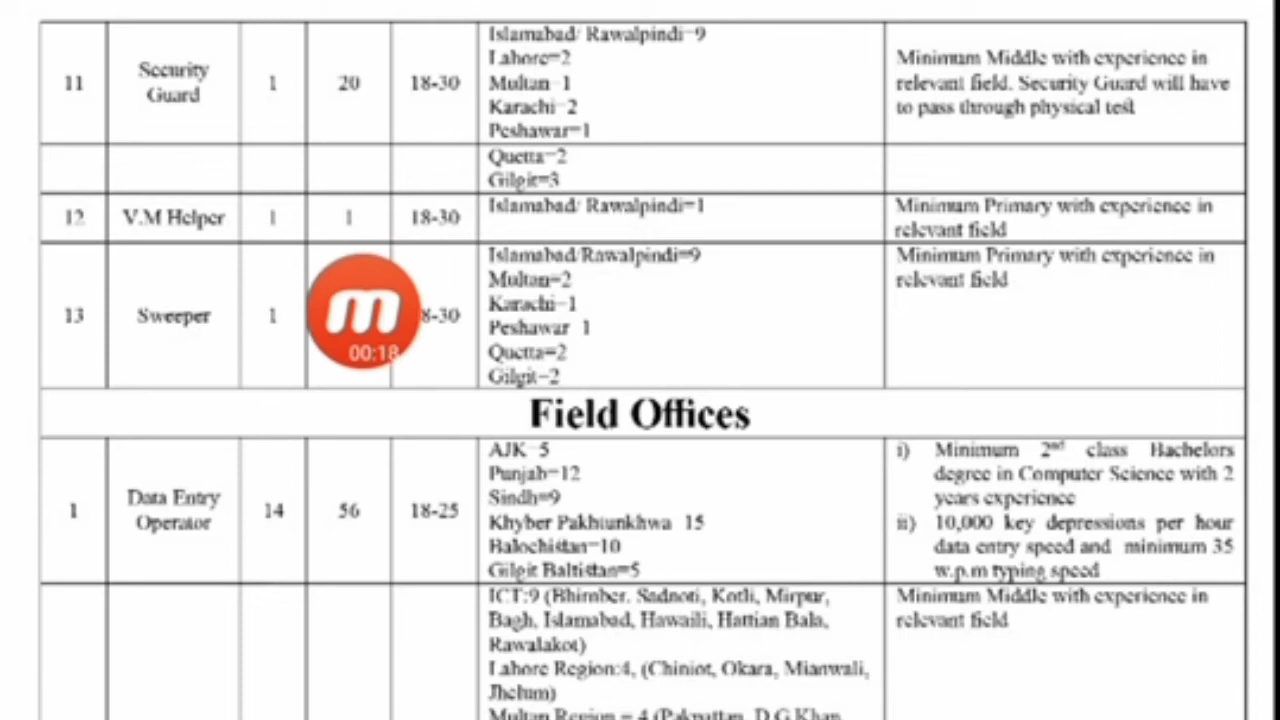 11
Security
Guard
1
20
18-30
Islamabad/ Rawalpindi=9
Lahore=2
Multan=1
Karachi=2
Peshawar=1
Minimum Middle with experience in
relevant field. Security Guard will have
to pass through physical test
Quetta=2
Gilgit=3
12
V.M Helper
1
1
18-30
Islamabad/ Rawalpindi=1
Minimum Primary with experience in
relevant field
13
Sweeper
1
8-30
Islamabad/Rawalpindi=9
Multan=2
Karachi=1
Peshawar=1
Quetta=2
Gilgit=2
Minimum Primary with experience in
relevant field
m
00:18
Field Offices
1
Data Entry
Operator
14
56
18-25
AJK=5
Punjab=12
Sindh=9
Khyber Pakhtunkhwa=15
Balochistan=10
Gilgit Baltistan=5
i) Minimum 2nd class Bachelors
degree in Computer Science with 2
years experience
ii) 10,000 key depressions per hour
data entry speed and minimum 35
w.p.m typing speed
ICT:9 (Bhimber, Sadnoti, Kotli, Mirpur,
Bagh, Islamabad, Hawaili, Hattian Bala,
Rawalakot)
Lahore Region:4, (Chiniot, Okara, Mianwali,
Jhelum)
Multan Region = 4 (Pakpattan, D.G Khan,
Minimum Middle with experience in
relevant field